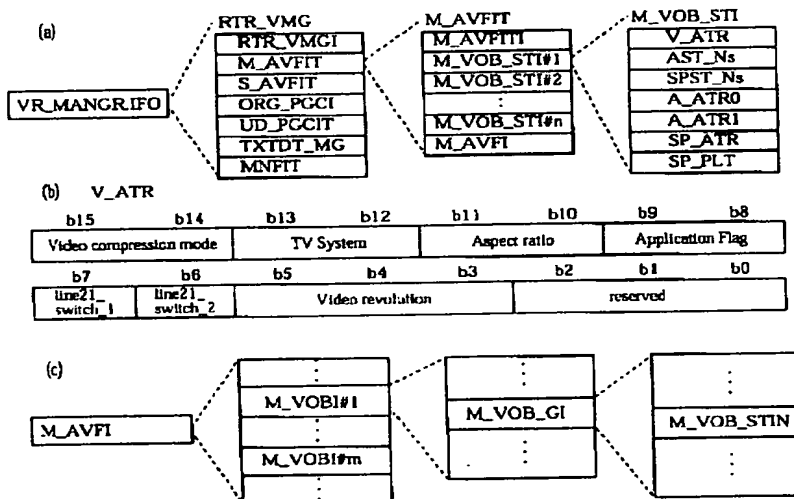 (a)
RTR_VMG
RTR_VMGI
M_AVFIT
S_AVFIT
ORG_PGCI
UD_PGCIT
TXTDT_MG
MNFIT
VR_MANGR.IFO
M_AVFIT
M_AVFITI
M_VOB_STI#1
M_VOB_STI#2
⋮
M_VOB_STI#n
M_AVFI
M_VOB_STI
V_ATR
AST_Ns
SPST_Ns
A_ATR0
A_ATR1
SP_ATR
SP_PLT
(b) V_ATR
b15 b14 b13 b12 b11 b10 b9 b8
Video compression mode TV System Aspect ratio Application Flag
b7 b6 b5 b4 b3 b2 b1 b0
line21_switch_1 line21_switch_2 Video revolution reserved
(c)
M_AVFI
⋮
M_VOBI#1
⋮
M_VOBI#m
⋮
⋮
M_VOB_GI
⋮
⋮
M_VOB_STIN
⋮